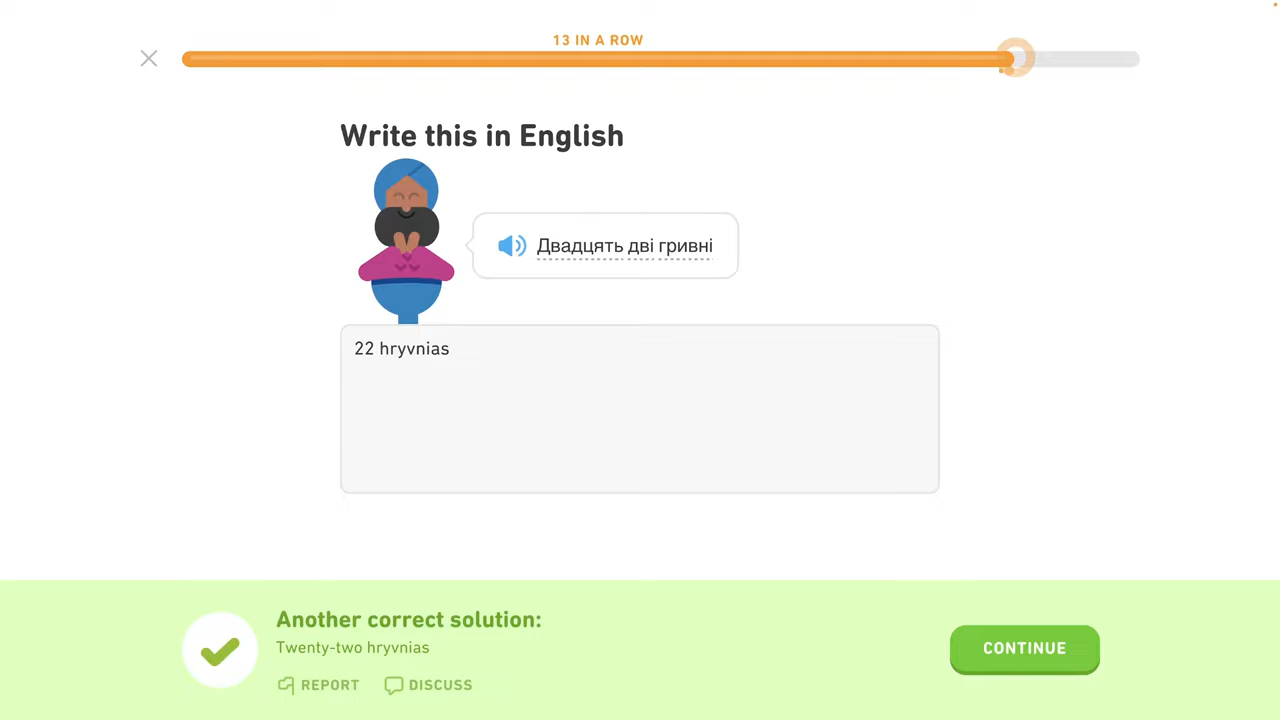 13 IN A ROW
Write this in English
Двадцять дві гривні
22 hryvnias
Another correct solution:
Twenty-two hryvnias
REPORT DISCUSS
CONTINUE